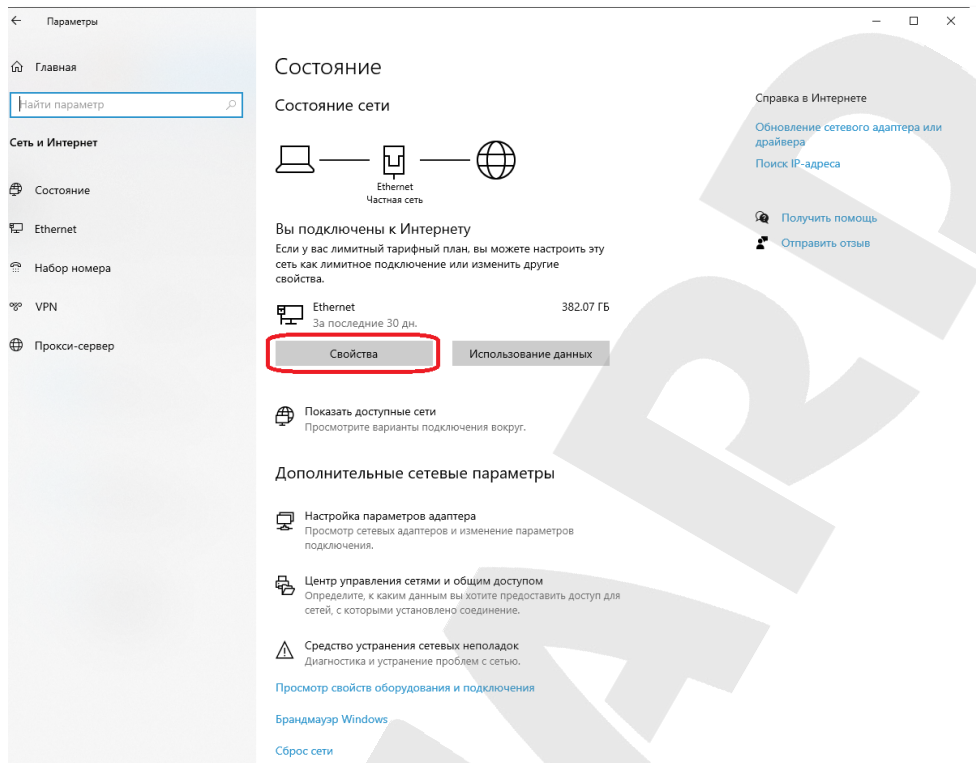 Параметры
Главная
Найти параметр
Сеть и Интернет
Состояние
Ethernet
Набор номера
VPN
Прокси-сервер
Состояние
Состояние сети
Ethernet
Частная сеть
Вы подключены к Интернету
Если у вас лимитный тарифный план, вы можете настроить эту
сеть как лимитное подключение или изменить другие
свойства.
Ethernet
382.07 ГБ
За последние 30 дн.
Свойства
Использование данных
Показать доступные сети
Просмотрите варианты подключения вокруг.
Дополнительные сетевые параметры
Настройка параметров адаптера
Просмотр сетевых адаптеров и изменение параметров
подключения.
Центр управления сетями и общим доступом
Определите, к каким данным вы хотите предоставить доступ для
сетей, с которыми установлено соединение.
Средство устранения сетевых неполадок
Диагностика и устранение проблем с сетью.
Просмотр свойств оборудования и подключения
Брандмауэр Windows
Сброс сети
Справка в Интернете
Обновление сетевого адаптера или
драйвера
Поиск IP-адреса
Получить помощь
Отправить отзыв
ARD